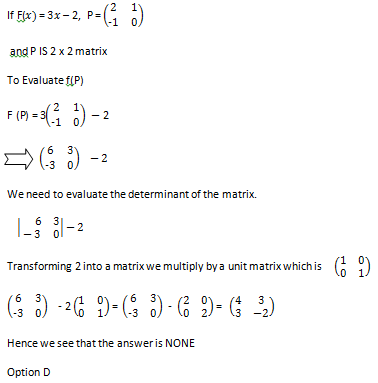 If F(x) = 3x – 2, P = (2 1 / -1 0)
and P IS 2 x 2 matrix
To Evaluate f(P)
F (P) = 3(2 1 / -1 0) – 2
⇒ (6 3 / -3 0) – 2
We need to evaluate the determinant of the matrix.
|6 3 / –3 0| – 2
Transforming 2 into a matrix we multiply by a unit matrix which is (1 0 / 0 1)
(6 3 / -3 0) - 2(1 0 / 0 1) = (6 3 / -3 0) - (2 0 / 0 2) = (4 3 / -3 –2)
Hence we see that the answer is NONE
Option D